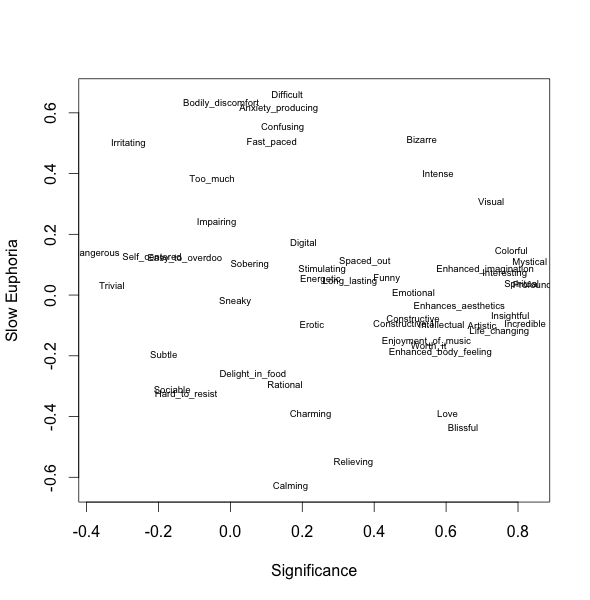 Difficult
Bodily_discomfort
Anxiety_producing
Confusing
Irritating
Fast_paced
Bizarre
Too_much
Intense
Visual
Impairing
Digital
Colorful
angerous
Self_centered
Easy_to_overdoo
Sobering
Spaced_out
Mystical
Stimulating
Enhanced_imagination
Interesting
Energetic
Long_lasting
Funny
Spiritual
Profound
Trivial
Emotional
Sneaky
Enhances_aesthetics
Insightful
Erotic
Constructive
Intellectual
Artistic
Incredible
Life_changing
Enjoyment_of_music
Worth_it
Enhanced_body_feeling
Subtle
Delight_in_food
Rational
Sociable
Hard_to_resist
Charming
Love
Blissful
Relieving
Calming
0.6
0.4
0.2
0.0
-0.2
-0.4
-0.6
Slow Euphoria
-0.4 -0.2 0.0 0.2 0.4 0.6 0.8
Significance